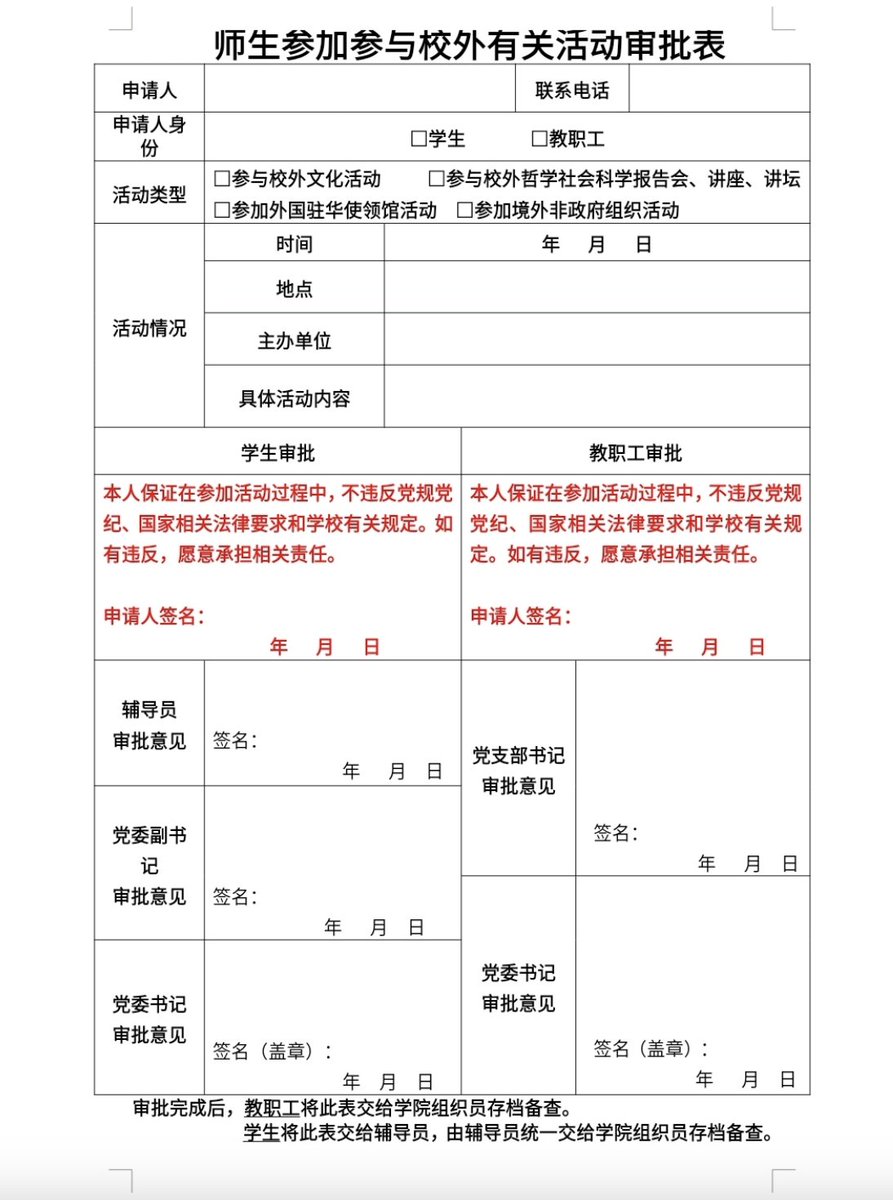 师生参加参与校外有关活动审批表
申请人
联系电话
申请人身
份
□学生 □教职工
活动类型
□参与校外文化活动 □参与校外哲学社会科学报告会、讲座、讲坛
□参加外国驻华使领馆活动 □参加境外非政府组织活动
活动情况
时间
年 月 日
地点
主办单位
具体活动内容
学生审批
教职工审批
本人保证在参加活动过程中，不违反党规党
纪、国家相关法律要求和学校有关规定。如
有违反，愿意承担相关责任。
申请人签名：
年 月 日
本人保证在参加活动过程中，不违反党规
党纪、国家相关法律要求和学校有关规
定。如有违反，愿意承担相关责任。
申请人签名：
年 月 日
辅导员
审批意见
签名：
年 月 日
党委副书
记
审批意见
签名：
年 月 日
党委书记
审批意见
签名（盖章）：
年 月 日
党支部书记
审批意见
签名：
年 月 日
党委书记
审批意见
签名（盖章）：
年 月 日
审批完成后，教职工将此表交给学院组织员存档备查。
学生将此表交给辅导员，由辅导员统一交给学院组织员存档备查。